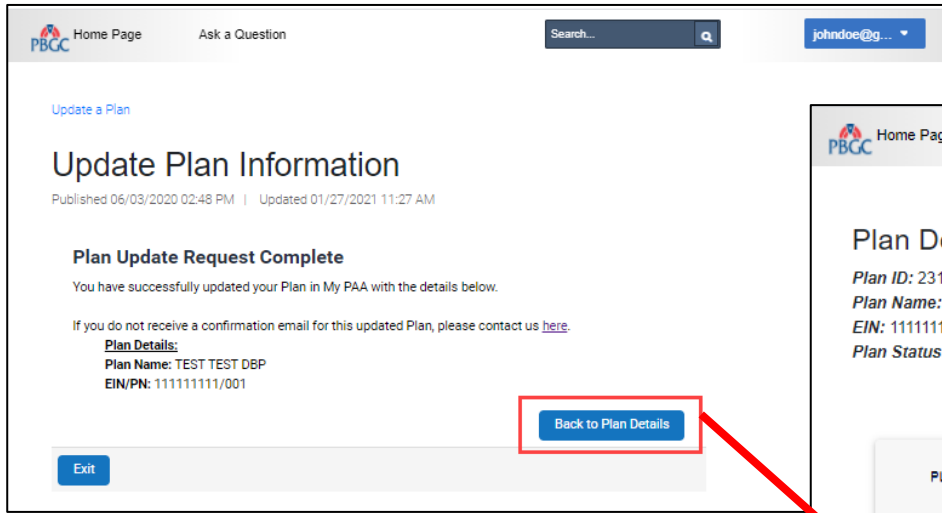 PBGC Home Page Ask a Question Search... johndoe@g...
Update a Plan
Update Plan Information
Published 06/03/2020 02:48 PM | Updated 01/27/2021 11:27 AM
Plan Update Request Complete
You have successfully updated your Plan in My PAA with the details below.
If you do not receive a confirmation email for this updated Plan, please contact us here.
Plan Details:
Plan Name: TEST TEST DBP
EIN/PN: 111111111/001
Back to Plan Details
Exit
PBGC Home Pag
Plan De
Plan ID: 231
Plan Name:
EIN: 1111111
Plan Status